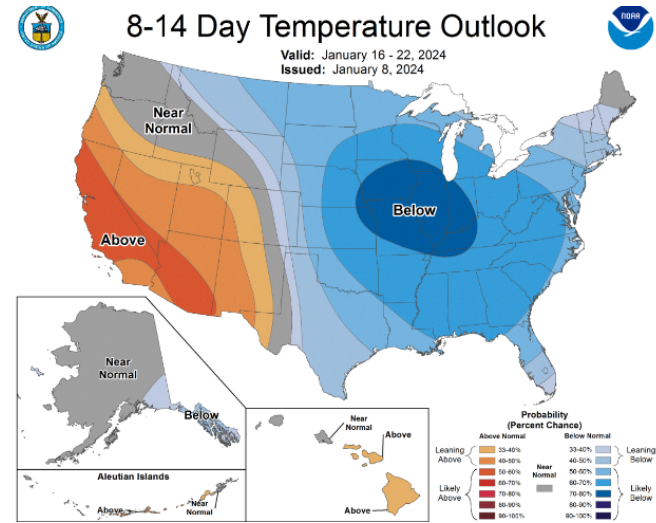 8-14 Day Temperature Outlook
NOAA
Valid: January 16 - 22, 2024
Issued: January 8, 2024
Near
Normal
Above
Below
Near
Normal
Below
Aleutian Islands
Above
Near
Normal
Near
Normal
Above
Above
Probability
(Percent Chance)
Above Normal
Below Normal
Leaning
Above
33-40%
40-50%
33-40%
40-50%
Leaning
Below
Likely
Above
50-60%
60-70%
70-80%
80-90%
90-100%
Near
Normal
50-60%
60-70%
70-80%
80-90%
90-100%
Likely
Below